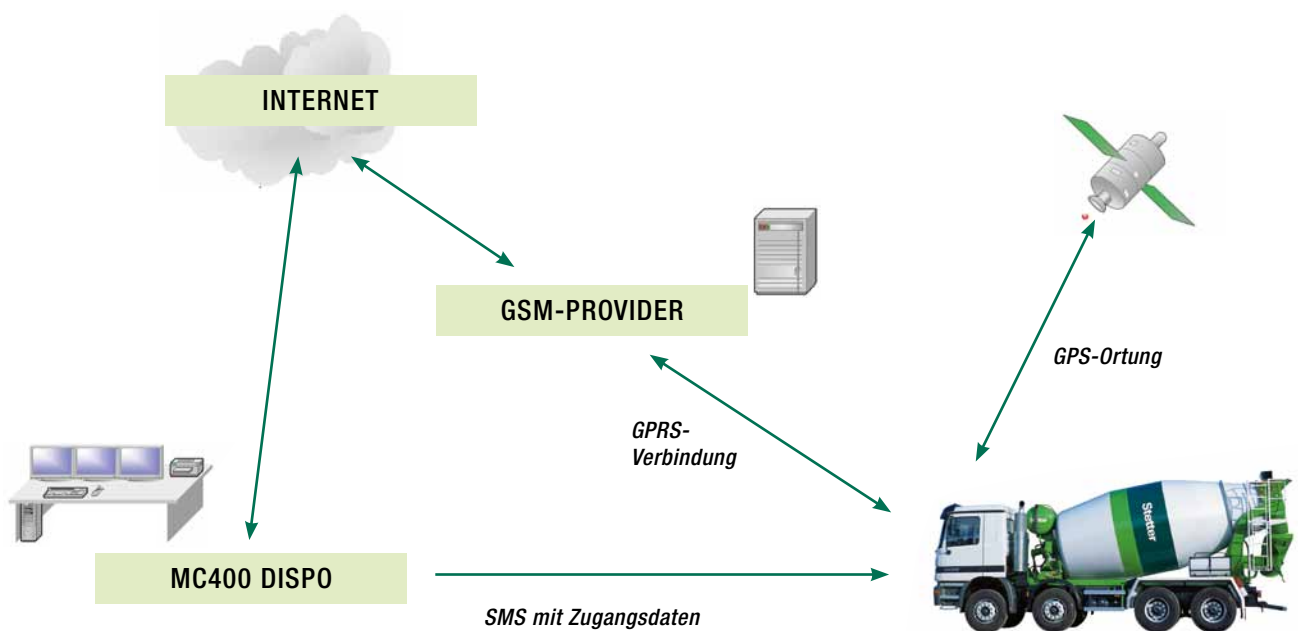 INTERNET
GSM-PROVIDER
GPS-Ortung
GPRS-
Verbindung
Stetter
MC400 DISPO
SMS mit Zugangsdaten